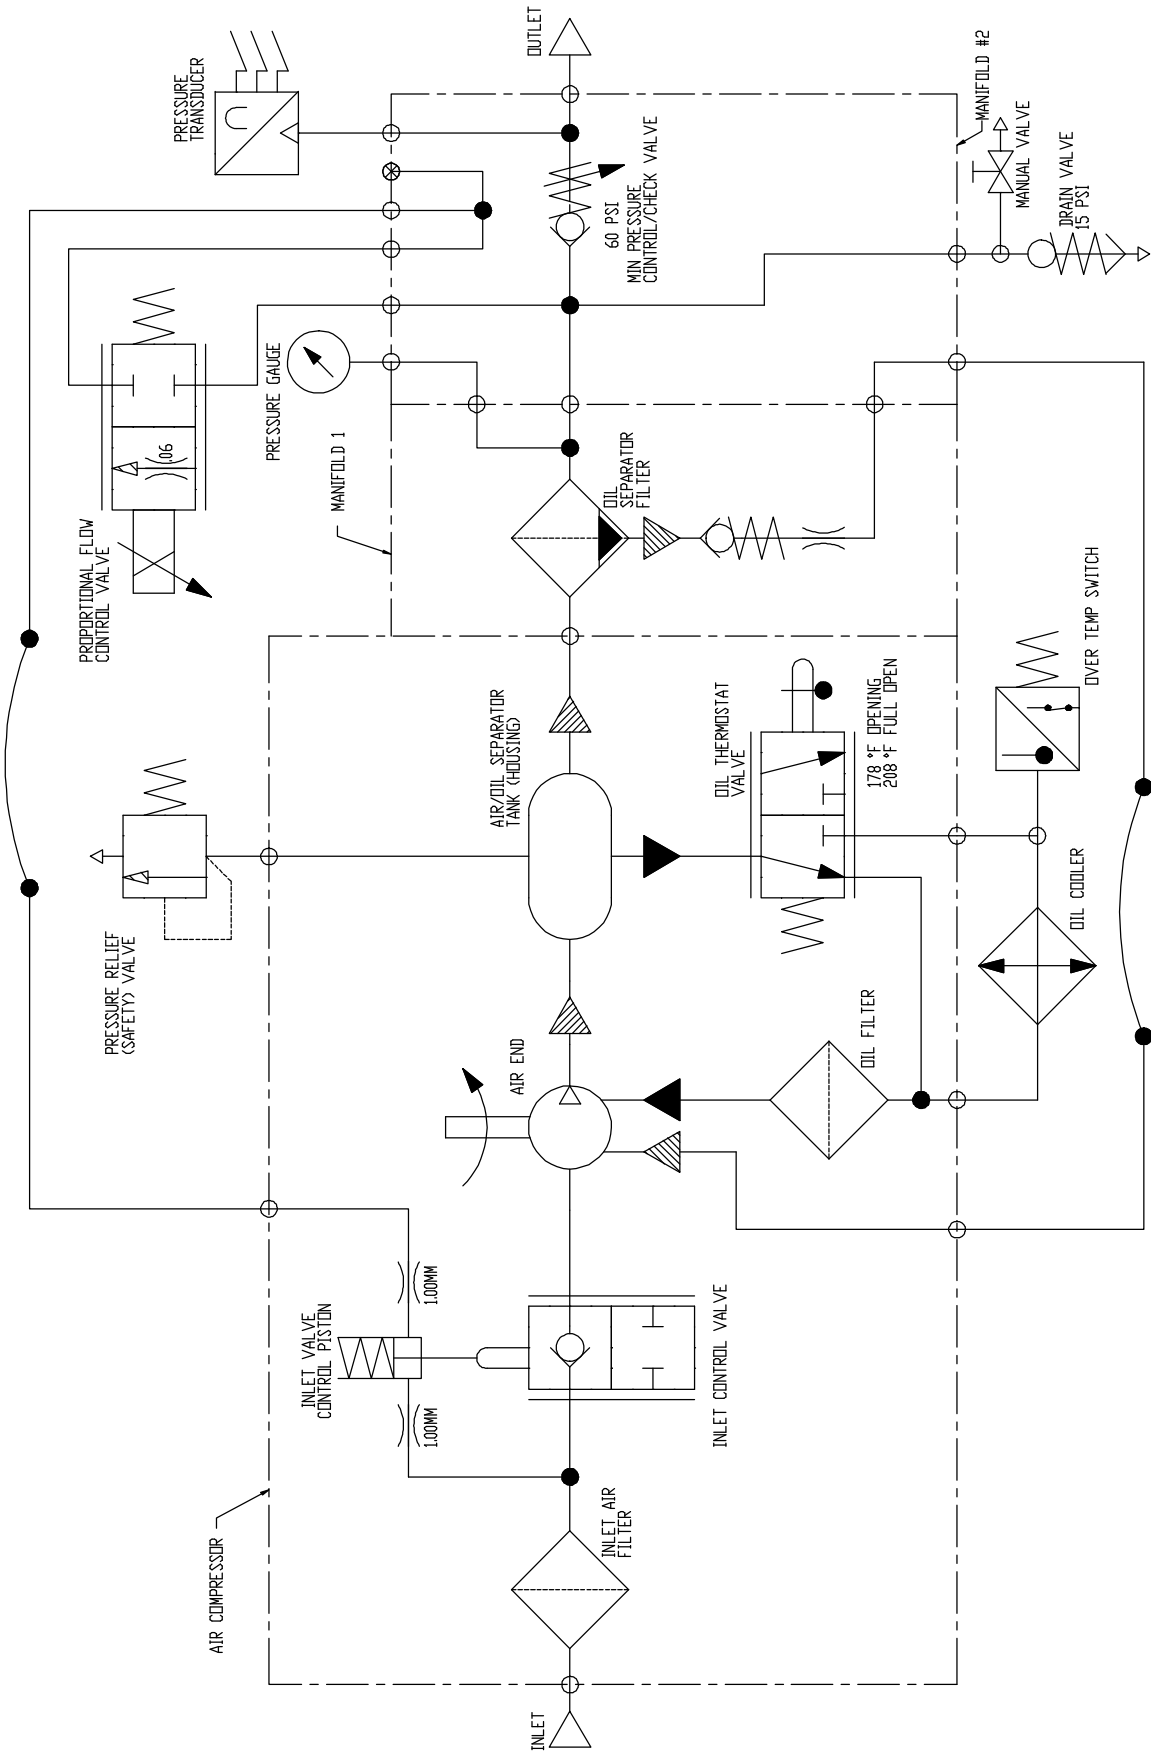 INLET
AIR COMPRESSOR
INLET AIR
FILTER
INLET VALVE
CONTROL PISTON
1.00MM
1.00MM
INLET CONTROL VALVE
AIR END
OIL FILTER
PRESSURE RELIEF
(SAFETY) VALVE
AIR/OIL SEPARATOR
TANK (HOUSING)
OIL THERMOSTAT
VALVE
178 °F OPENING
208 °F FULL OPEN
OIL COOLER
OVER TEMP SWITCH
PROPORTIONAL FLOW
CONTROL VALVE
.06
MANIFOLD 1
OIL
SEPARATOR
FILTER
PRESSURE GAUGE
60 PSI
MIN PRESSURE
CONTROL/CHECK VALVE
PRESSURE
TRANSDUCER
OUTLET
MANIFOLD #2
MANUAL VALVE
DRAIN VALVE
15 PSI